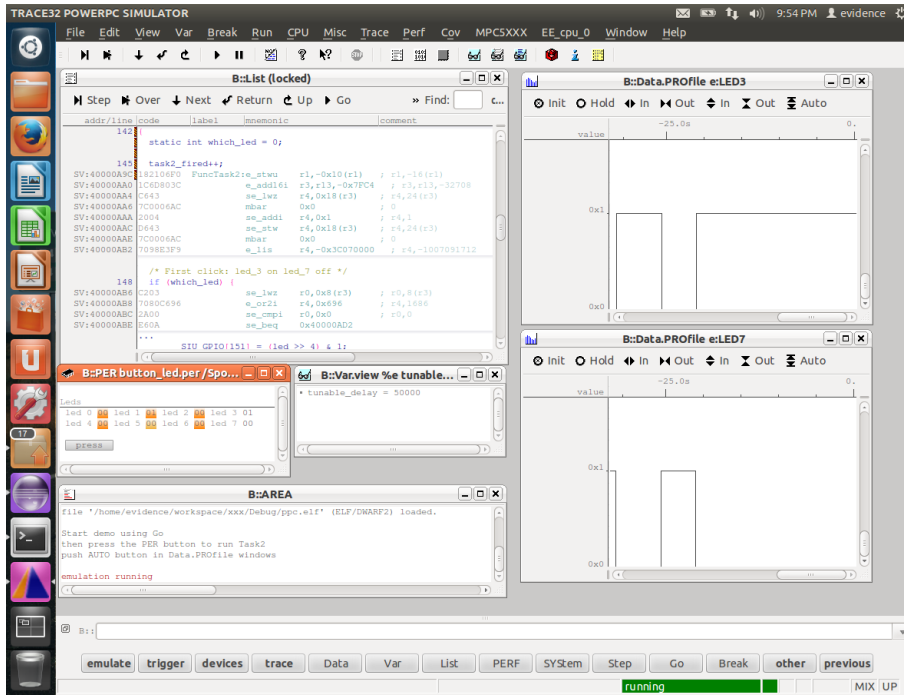 TRACE32 POWERPC SIMULATOR
9:54 PM evidence
File Edit View Var Break Run CPU Misc Trace Perf Cov MPC5XXX EE_cpu_0 Window Help
B::List (locked)
Step Over Next Return Up Go » Find: c...
addr/line code label mnemonic comment
142 {
static int which_led = 0;
145 task2_fired++;
SV:40000A9C 182106F0 FuncTask2: e_stwu r1,-0x10(r1) ; r1,-16(r1)
SV:40000AA0 1C6D803C e_add16i r3,r13,-0x7FC4 ; r3,r13,-32708
SV:40000AA4 C643 se_lwz r4,0x18(r3) ; r4,24(r3)
SV:40000AA6 7C0006AC mbar 0x0 ; 0
SV:40000AAA 2004 se_addi r4,0x1 ; r4,1
SV:40000AAC D643 se_stw r4,0x18(r3) ; r4,24(r3)
SV:40000AAE 7C0006AC mbar 0x0 ; 0
SV:40000AB2 7098E3F9 e_lis r4,-0x3C070000 ; r4,-1007091712
/* First click: led_3 on led_7 off */
148 if (which_led) {
SV:40000AB6 C203 se_lwz r0,0x8(r3) ; r0,8(r3)
SV:40000AB8 7080C696 e_or2i r4,0x696 ; r4,1686
SV:40000ABC 2A00 se_cmpi r0,0x0 ; r0,0
SV:40000ABE E60A se_beq 0x40000AD2
...
SIU_GPIO[151] = (led >> 4) & 1;
B::Data.PROfile e:LED3
Init Hold In Out In Out Auto
-25.0s 0.
value
0x1
0x0
B::Data.PROfile e:LED7
Init Hold In Out In Out Auto
-25.0s 0.
value
0x1
0x0
B::PER button_led.per /Spo...
Leds
led 0 00 led 1 01 led 2 00 led 3 01
led 4 00 led 5 00 led 6 00 led 7 00
press
B::Var.view %e tunable...
tunable_delay = 50000
B::AREA
file '/home/evidence/workspace/xxx/Debug/ppc.elf' (ELF/DWARF2) loaded.
Start demo using Go
then press the PER button to run Task2
push AUTO button in Data.PROfile windows
emulation running
17
B::
emulate trigger devices trace Data Var List PERF SYStem Step Go Break other previous
running MIX UP